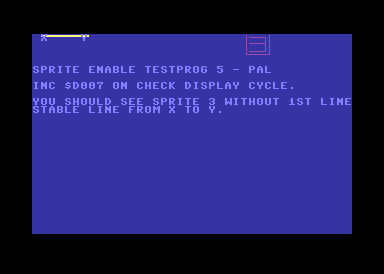 X Y
SPRITE ENABLE TESTPROG 5 - PAL
INC $D007 ON CHECK DISPLAY CYCLE.
YOU SHOULD SEE SPRITE 3 WITHOUT 1ST LINE
STABLE LINE FROM X TO Y.